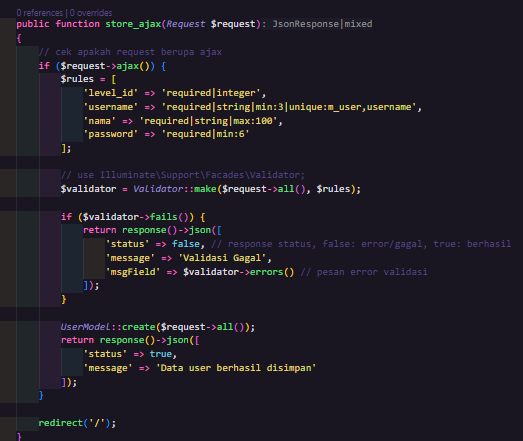 0 references | 0 overrides
public function store_ajax(Request $request): JsonResponse|mixed
{
    // cek apakah request berupa ajax
    if ($request->ajax()) {
        $rules = [
            'level_id' => 'required|integer',
            'username' => 'required|string|min:3|unique:m_user,username',
            'nama' => 'required|string|max:100',
            'password' => 'required|min:6'
        ];
        // use Illuminate\Support\Facades\Validator;
        $validator = Validator::make($request->all(), $rules);
        if ($validator->fails()) {
            return response()->json([
                'status' => false, // response status, false: error/gagal, true: berhasil
                'message' => 'Validasi Gagal',
                'msgField' => $validator->errors() // pesan error validasi
            ]);
        }
        UserModel::create($request->all());
        return response()->json([
            'status' => true,
            'message' => 'Data user berhasil disimpan'
        ]);
    }
    redirect('/');
}